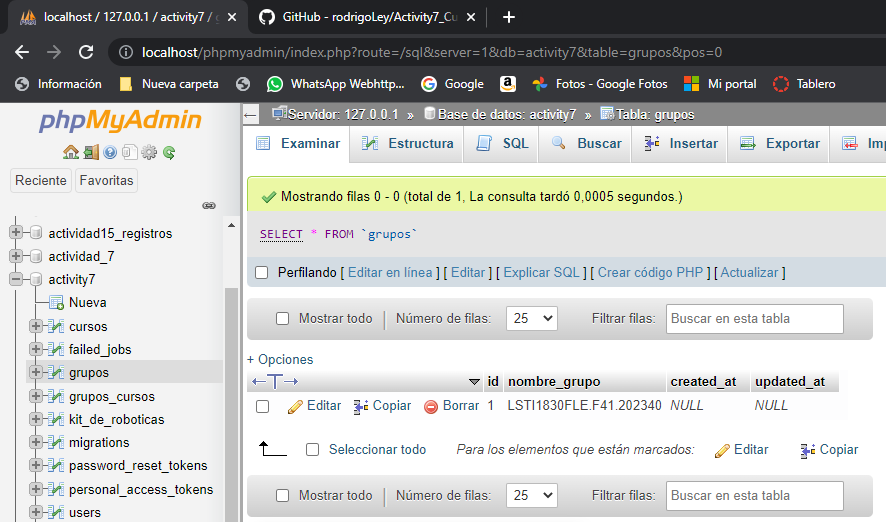 localhost / 127.0.0.1 / activity7 / g
GitHub - rodrigoLey/Activity7_Cu
localhost/phpmyadmin/index.php?route=/sql&server=1&db=activity7&table=grupos&pos=0
Información
Nueva carpeta
WhatsApp Webhttp...
Google
Amazon
Fotos - Google Fotos
Mi portal
Tablero
phpMyAdmin
Reciente
Favoritas
actividad15_registros
actividad_7
activity7
Nueva
cursos
failed_jobs
grupos
grupos_cursos
kit_de_roboticas
migrations
password_reset_tokens
personal_access_tokens
users
Servidor: 127.0.0.1 » Base de datos: activity7 » Tabla: grupos
Examinar
Estructura
SQL
Buscar
Insertar
Exportar
Imp
Mostrando filas 0 - 0 (total de 1, La consulta tardó 0,0005 segundos.)
SELECT * FROM `grupos`
Perfilando [ Editar en línea ] [ Editar ] [ Explicar SQL ] [ Crear código PHP ] [ Actualizar ]
Mostrar todo | Número de filas: 25 Filtrar filas: Buscar en esta tabla
+ Opciones
id nombre_grupo created_at updated_at
Editar Copiar Borrar 1 LSTI1830FLE.F41.202340 NULL NULL
Seleccionar todo Para los elementos que están marcados: Editar Copiar
Mostrar todo | Número de filas: 25 Filtrar filas: Buscar en esta tabla